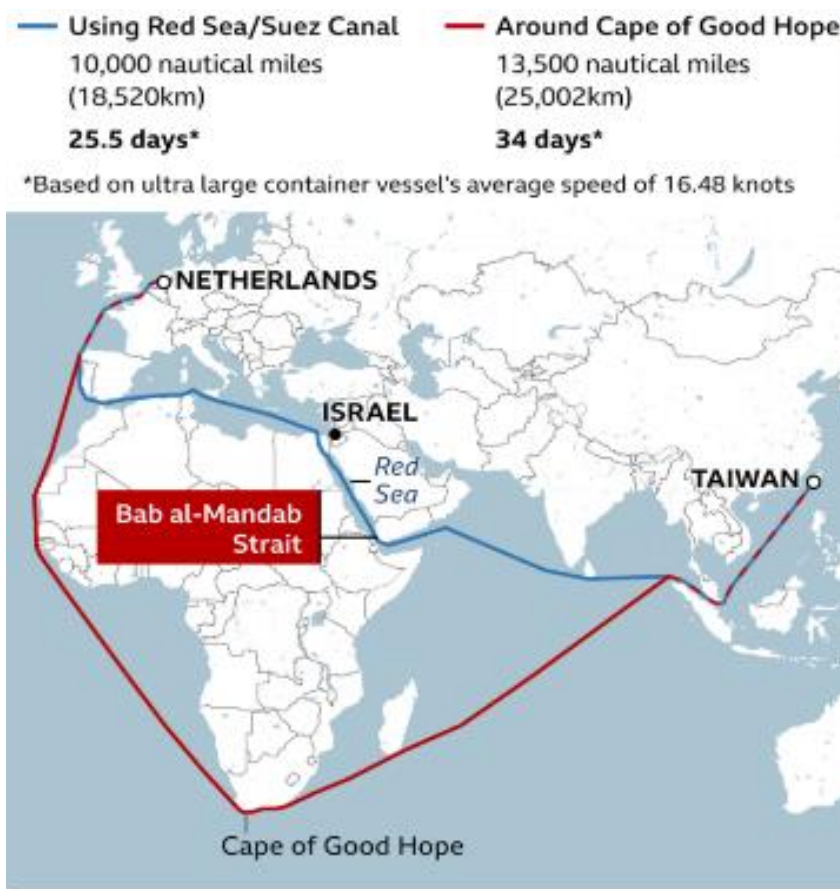 Using Red Sea/Suez Canal
10,000 nautical miles
(18,520km)
25.5 days*
Around Cape of Good Hope
13,500 nautical miles
(25,002km)
34 days*
*Based on ultra large container vessel's average speed of 16.48 knots
NETHERLANDS
ISRAEL
Red
Sea
TAIWAN
Bab al-Mandab
Strait
Cape of Good Hope